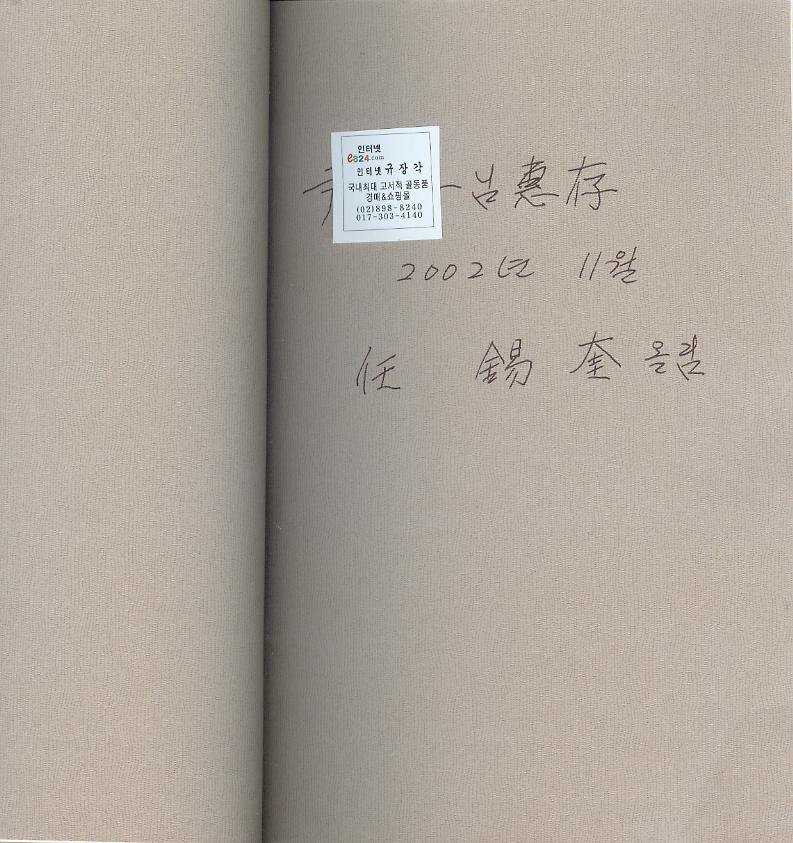 인터넷
e824.com
인터넷 규장각
국내최대 고서적 골동품
경매&쇼핑몰
(02)898-8240
017-303-4140
님 惠存
2002년 11월
任 錫 奎 올림